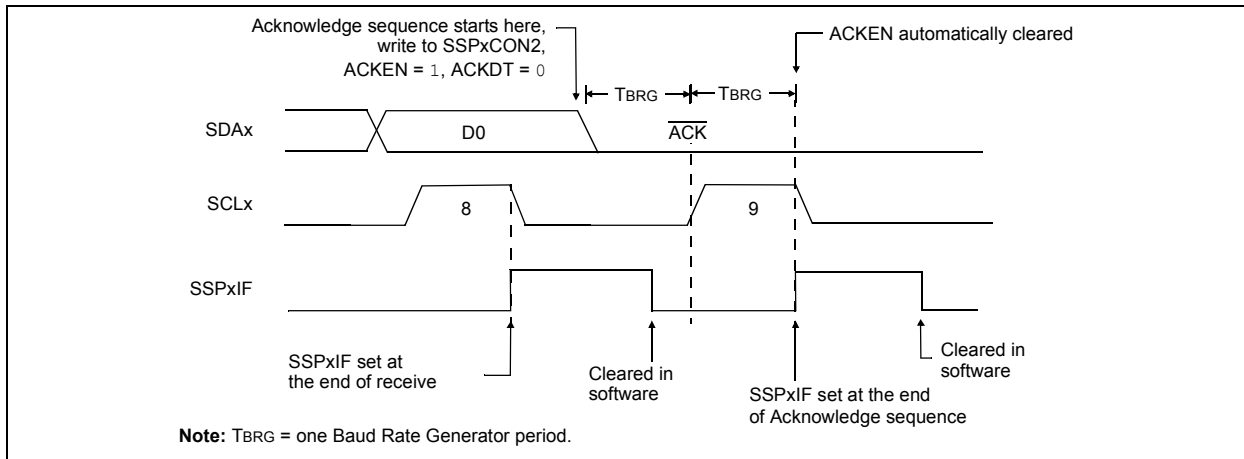 Acknowledge sequence starts here,
write to SSPxCON2,
ACKEN = 1, ACKDT = 0
ACKEN automatically cleared
TBRG
TBRG
SDAx
D0
ACK
SCLx
8
9
SSPxIF
SSPxIF set at
the end of receive
Cleared in
software
SSPxIF set at the end
of Acknowledge sequence
Cleared in
software
Note: TBRG = one Baud Rate Generator period.